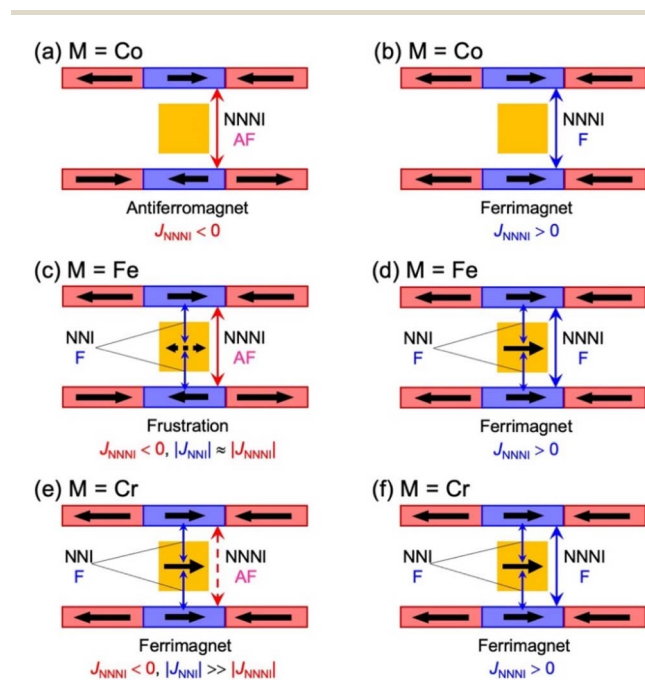 (a) M = Co
NNNI
AF
Antiferromagnet
J_NNNI < 0
(b) M = Co
NNNI
F
Ferrimagnet
J_NNNI > 0
(c) M = Fe
NNI
F
NNNI
AF
Frustration
J_NNNI < 0, |J_NNI| ≈ |J_NNNI|
(d) M = Fe
NNI
F
NNNI
F
Ferrimagnet
J_NNNI > 0
(e) M = Cr
NNI
F
NNNI
AF
Ferrimagnet
J_NNNI < 0, |J_NNI| >> |J_NNNI|
(f) M = Cr
NNI
F
NNNI
F
Ferrimagnet
J_NNNI > 0